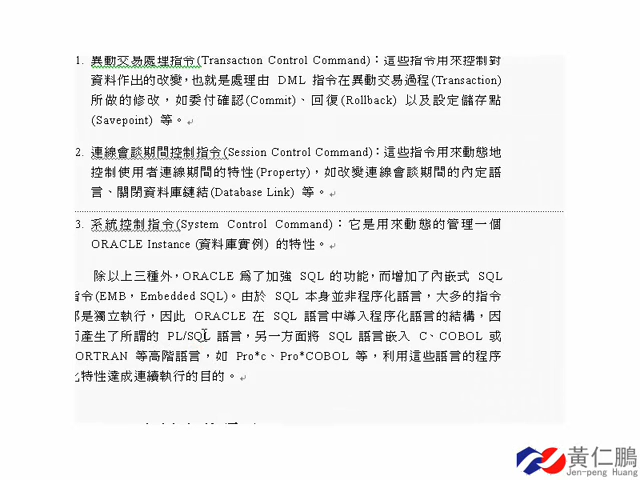 1. 異動交易處理指令(Transaction Control Command)：這些指令用來控制對
資料作出的改變，也就是處理由 DML 指令在異動交易過程(Transaction)
所做的修改，如委付確認(Commit)、回復(Rollback) 以及設定儲存點
(Savepoint) 等。
2. 連線會談期間控制指令(Session Control Command)：這些指令用來動態地
控制使用者連線期間的特性(Property)，如改變連線會談期間的內定語
言、關閉資料庫鏈結(Database Link) 等。
3. 系統控制指令(System Control Command)：它是用來動態的管理一個
ORACLE Instance (資料庫實例) 的特性。
除以上三種外，ORACLE 為了加強 SQL 的功能，而增加了內嵌式 SQL
指令(EMB，Embedded SQL)。由於 SQL 本身並非程序化語言，大多的指令
都是獨立執行，因此 ORACLE 在 SQL 語言中導入程序化語言的結構，因
而產生了所謂的 PL/SQL 語言，另一方面將 SQL 語言嵌入 C、COBOL 或
FORTRAN 等高階語言，如 Pro*c、Pro*COBOL 等，利用這些語言的程序
化特性達成連續執行的目的。
黃仁鵬
Jen-peng Huang